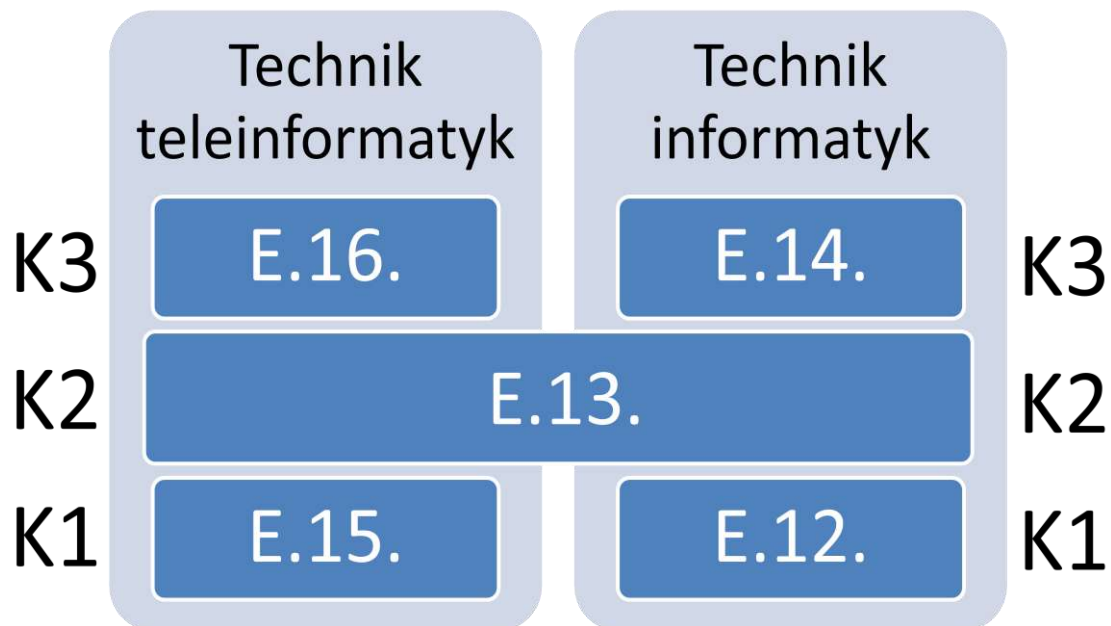 Technik
teleinformatyk
Technik
informatyk
K3
E.16.
E.14.
K3
K2
E.13.
K2
K1
E.15.
E.12.
K1